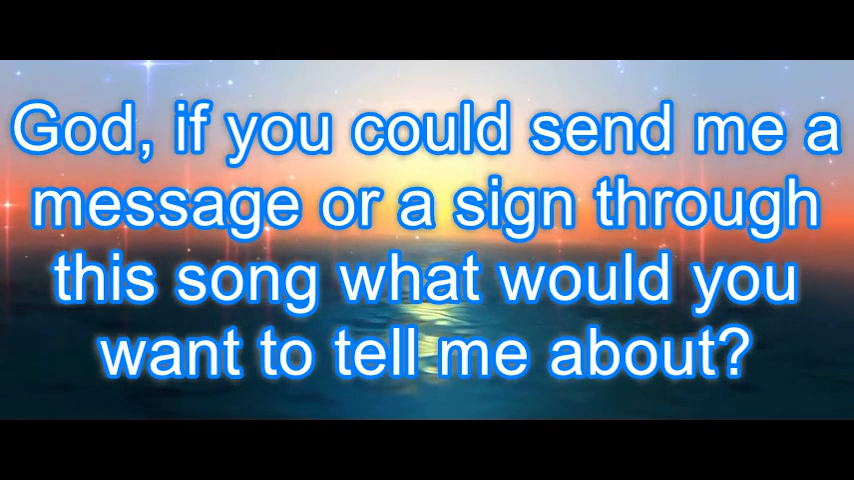 God, if you could send me a
message or a sign through
this song what would you
want to tell me about?